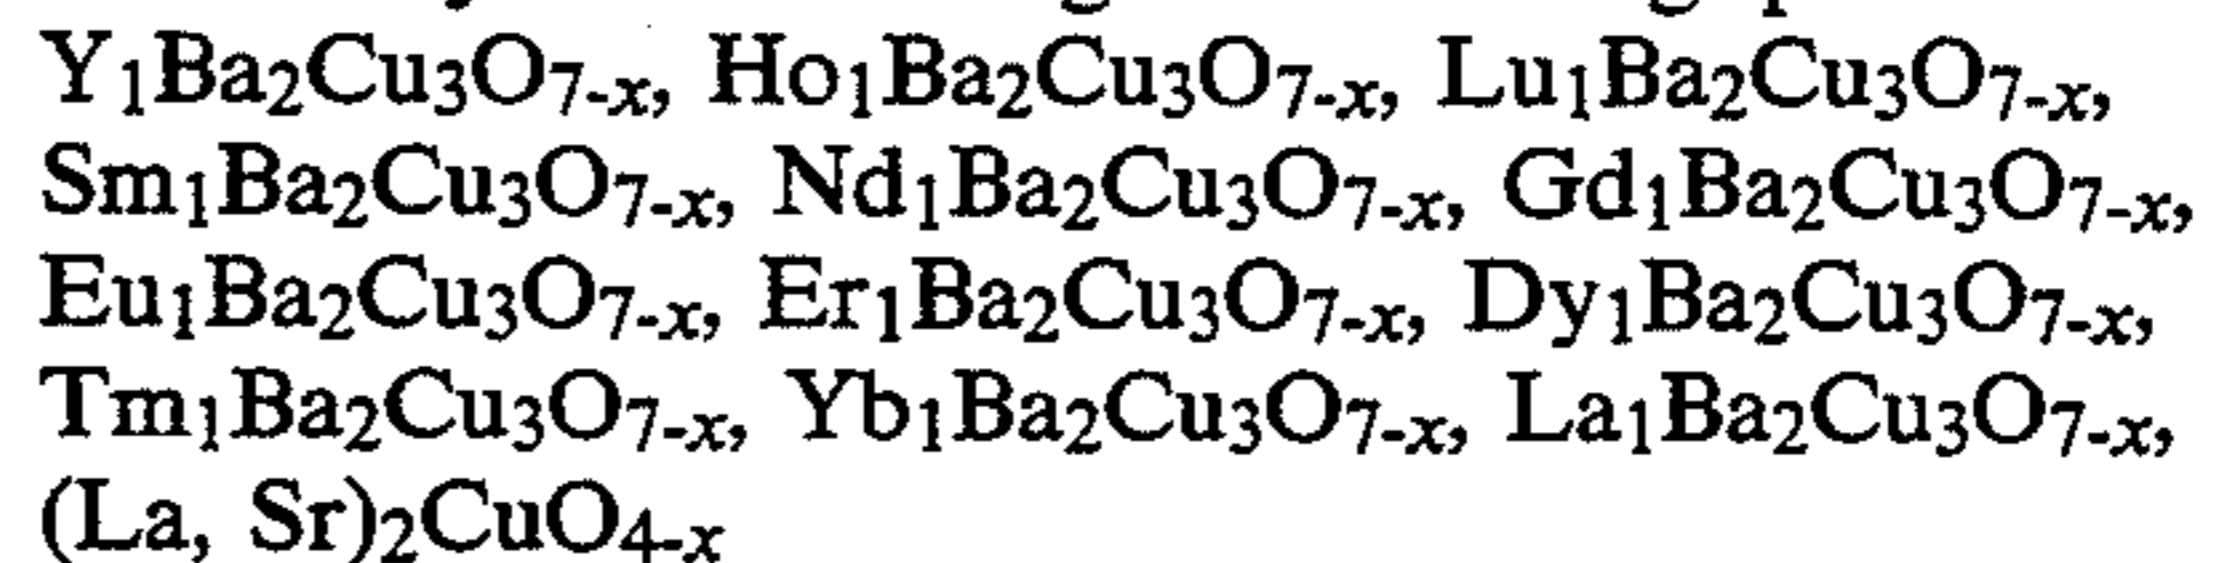 Y₁Ba₂Cu₃O₇₋ₓ, Ho₁Ba₂Cu₃O₇₋ₓ, Lu₁Ba₂Cu₃O₇₋ₓ,
Sm₁Ba₂Cu₃O₇₋ₓ, Nd₁Ba₂Cu₃O₇₋ₓ, Gd₁Ba₂Cu₃O₇₋ₓ,
Eu₁Ba₂Cu₃O₇₋ₓ, Er₁Ba₂Cu₃O₇₋ₓ, Dy₁Ba₂Cu₃O₇₋ₓ,
Tm₁Ba₂Cu₃O₇₋ₓ, Yb₁Ba₂Cu₃O₇₋ₓ, La₁Ba₂Cu₃O₇₋ₓ,
(La, Sr)₂CuO₄₋ₓ